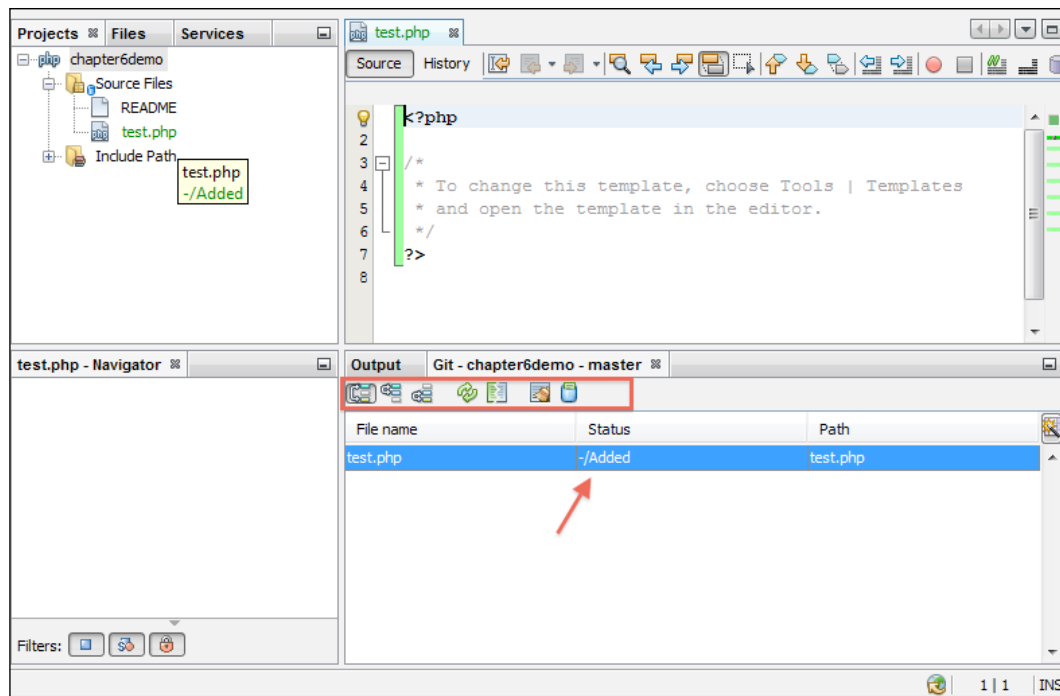 Projects Files Services
chapter6demo
Source Files
README
test.php
Include Path
test.php
-/Added
test.php
Source History
1
<?php
2
3 /*
4 * To change this template, choose Tools | Templates
5 * and open the template in the editor.
6 */
7 ?>
8
test.php - Navigator
Filters:
Output Git - chapter6demo - master
File name Status Path
test.php -/Added test.php
1 | 1 INS